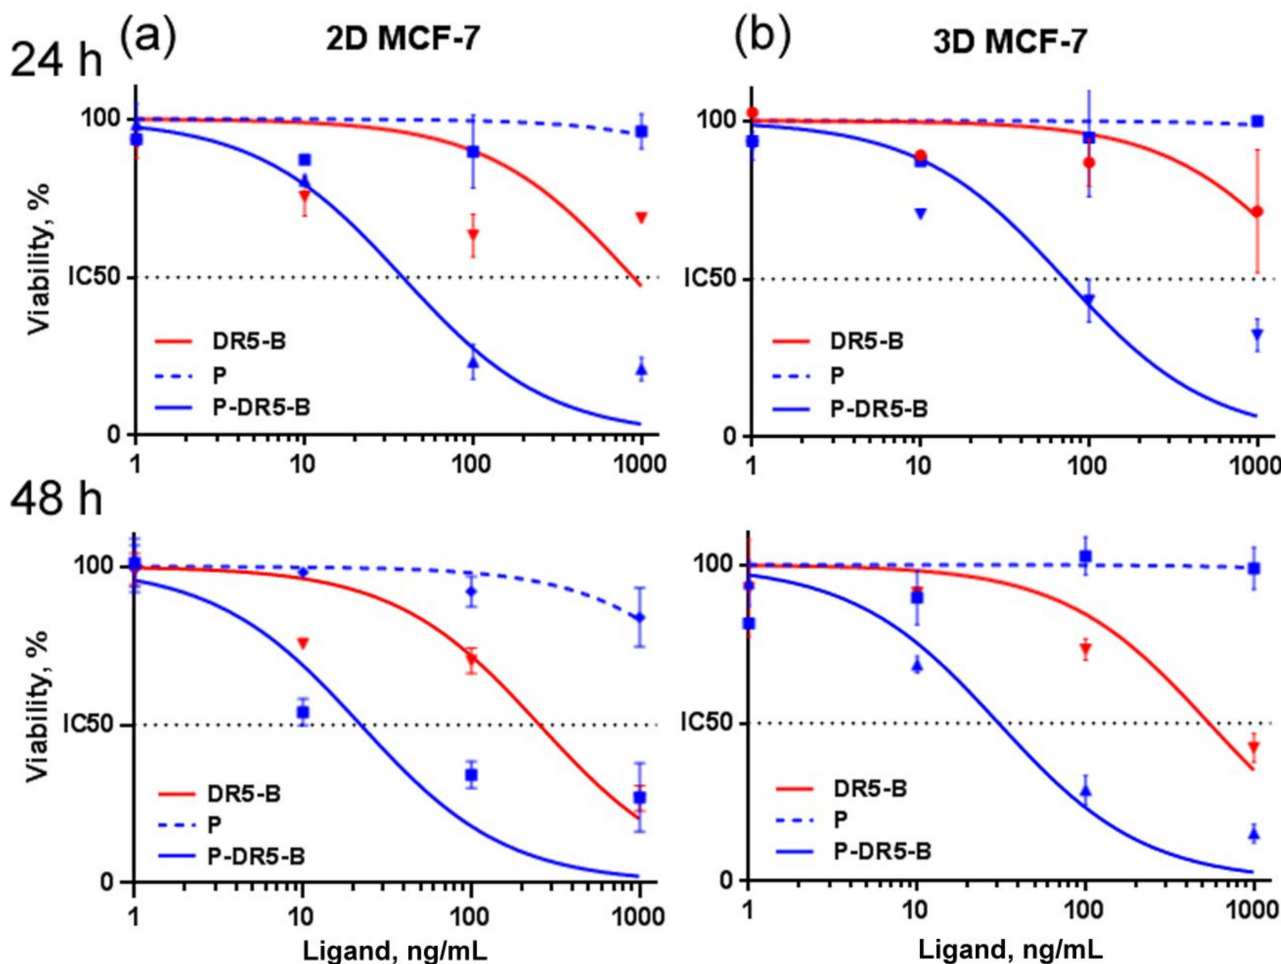 (a)
2D MCF-7
(b)
3D MCF-7
24 h
100
IC50
0
Viability, %
DR5-B
P
P-DR5-B
1 10 100 1000
100
IC50
0
DR5-B
P
P-DR5-B
1 10 100 1000
48 h
100
IC50
0
Viability, %
DR5-B
P
P-DR5-B
1 10 100 1000
Ligand, ng/mL
100
IC50
0
DR5-B
P
P-DR5-B
1 10 100 1000
Ligand, ng/mL